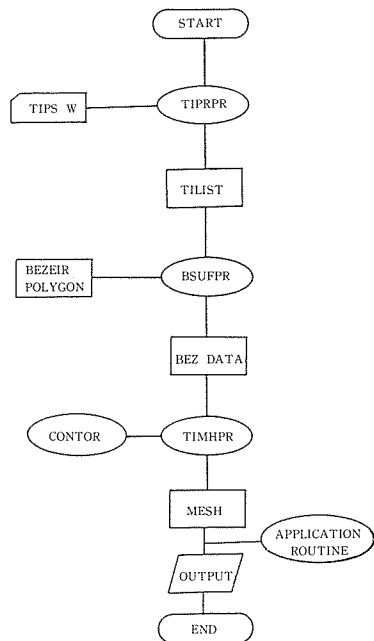 START
TIPS W
TIPRPR
TILIST
BEZEIR
POLYGON
BSUFPR
BEZ DATA
CONTOR
TIMHPR
MESH
APPLICATION
ROUTINE
OUTPUT
END